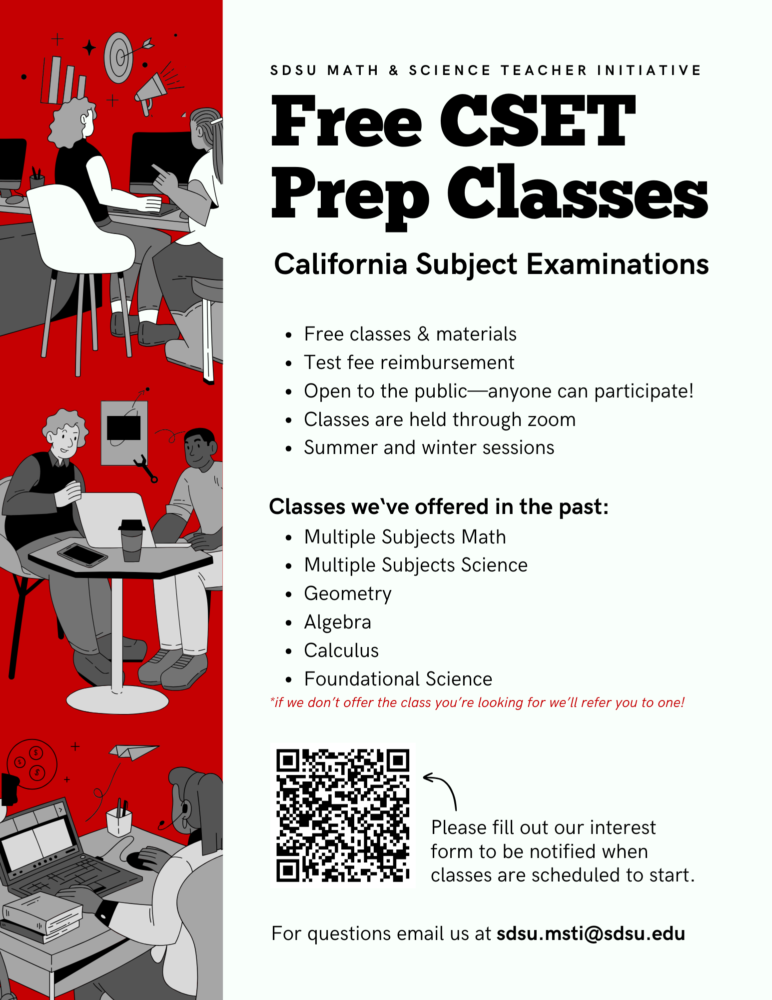 SDSU MATH & SCIENCE TEACHER INITIATIVE
Free CSET
Prep Classes
California Subject Examinations
• Free classes & materials
• Test fee reimbursement
• Open to the public—anyone can participate!
• Classes are held through zoom
• Summer and winter sessions
Classes we‘ve offered in the past:
• Multiple Subjects Math
• Multiple Subjects Science
• Geometry
• Algebra
• Calculus
• Foundational Science
*if we don’t offer the class you’re looking for we’ll refer you to one!
$
$
$
Please fill out our interest
form to be notified when
classes are scheduled to start.
For questions email us at sdsu.msti@sdsu.edu